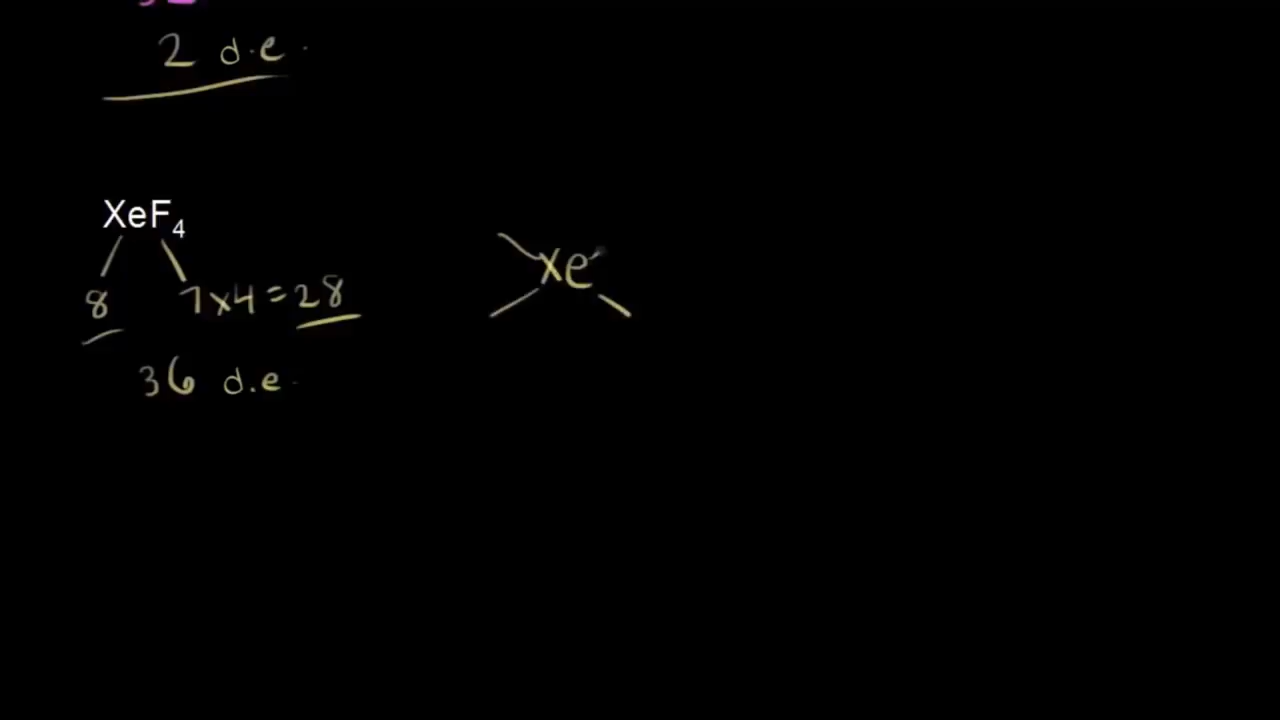 2 d.e.
XeF₄
8 7x4=28
Xe
36 d.e.